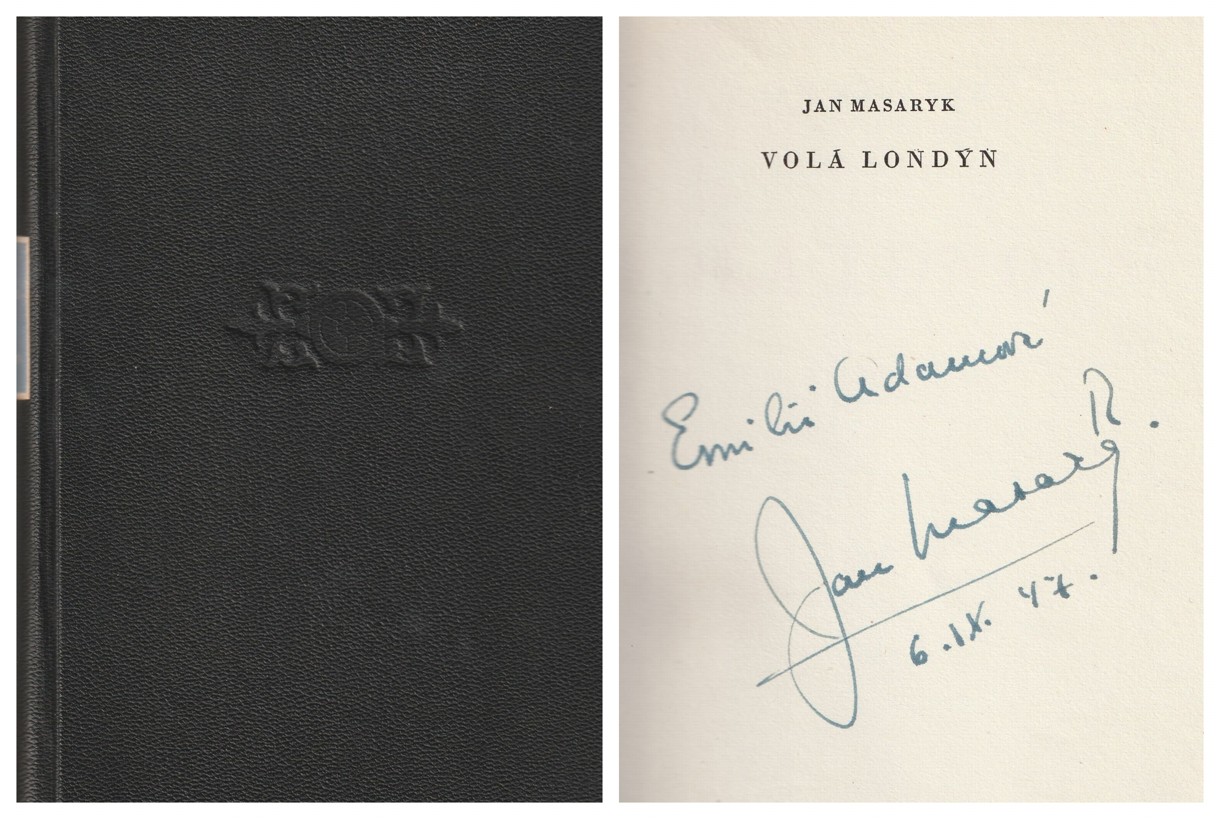 JAN MASARYK
VOLÁ LONDÝN
Emilii Adamové
Jan Masaryk.
6.IX. 47.